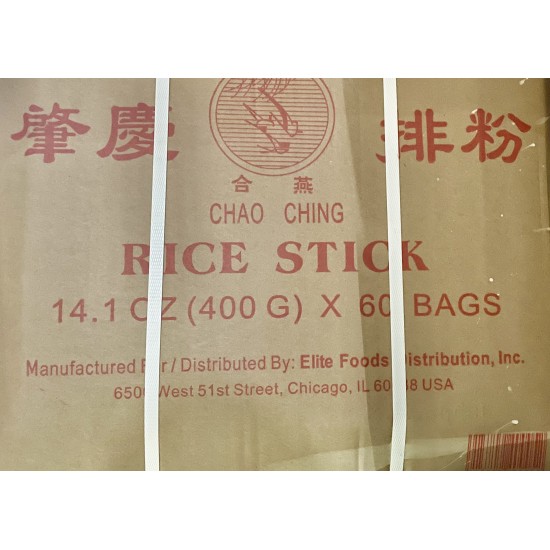 肇慶 排粉
合燕
CHAO CHING
RICE STICK
14.1 OZ (400 G) X 60 BAGS
Manufactured For / Distributed By: Elite Foods Distribution, Inc.
West 51st Street, Chicago, IL USA